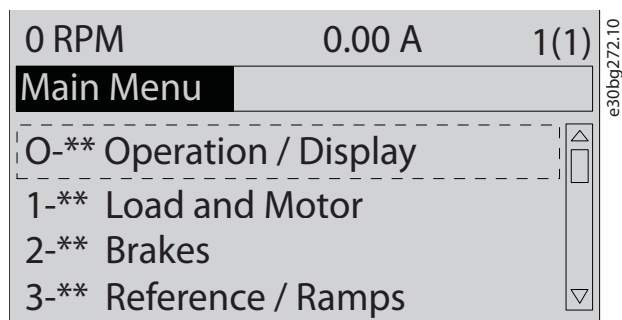 0 RPM 0.00 A 1(1)
Main Menu
O-** Operation / Display
1-** Load and Motor
2-** Brakes
3-** Reference / Ramps
e30bg272.10